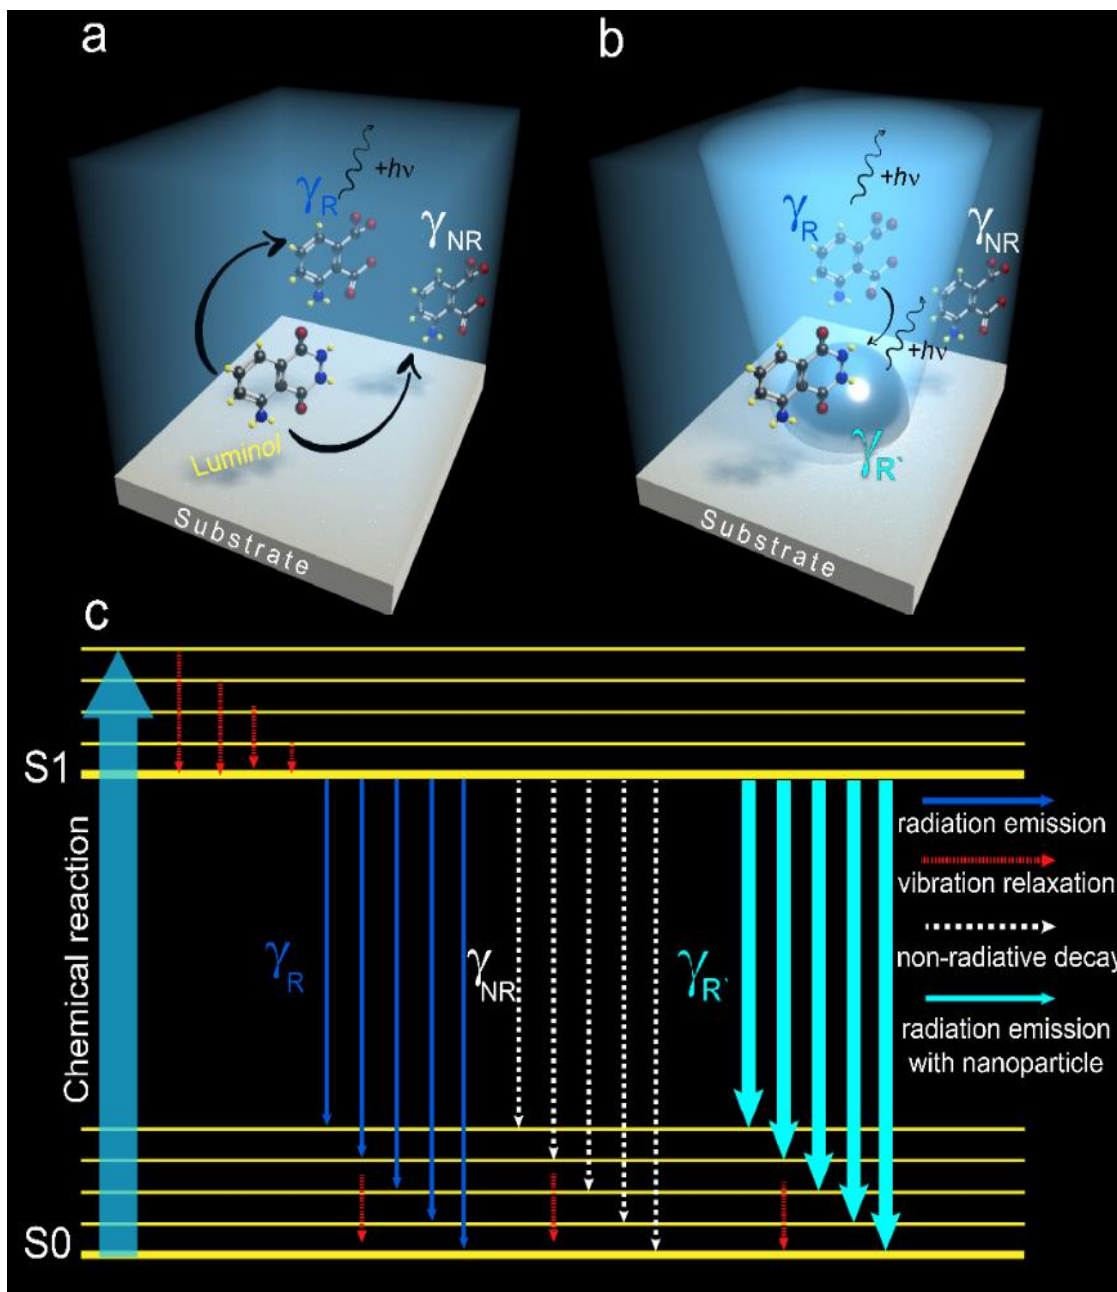 a
+hν
γR
γNR
Luminol
Substrate
b
+hν
γR
γNR
+hν
γR`
Substrate
c
S1
Chemical reaction
γR
γNR
γR`
S0
radiation emission
vibration relaxation
non-radiative decay
radiation emission
with nanoparticle